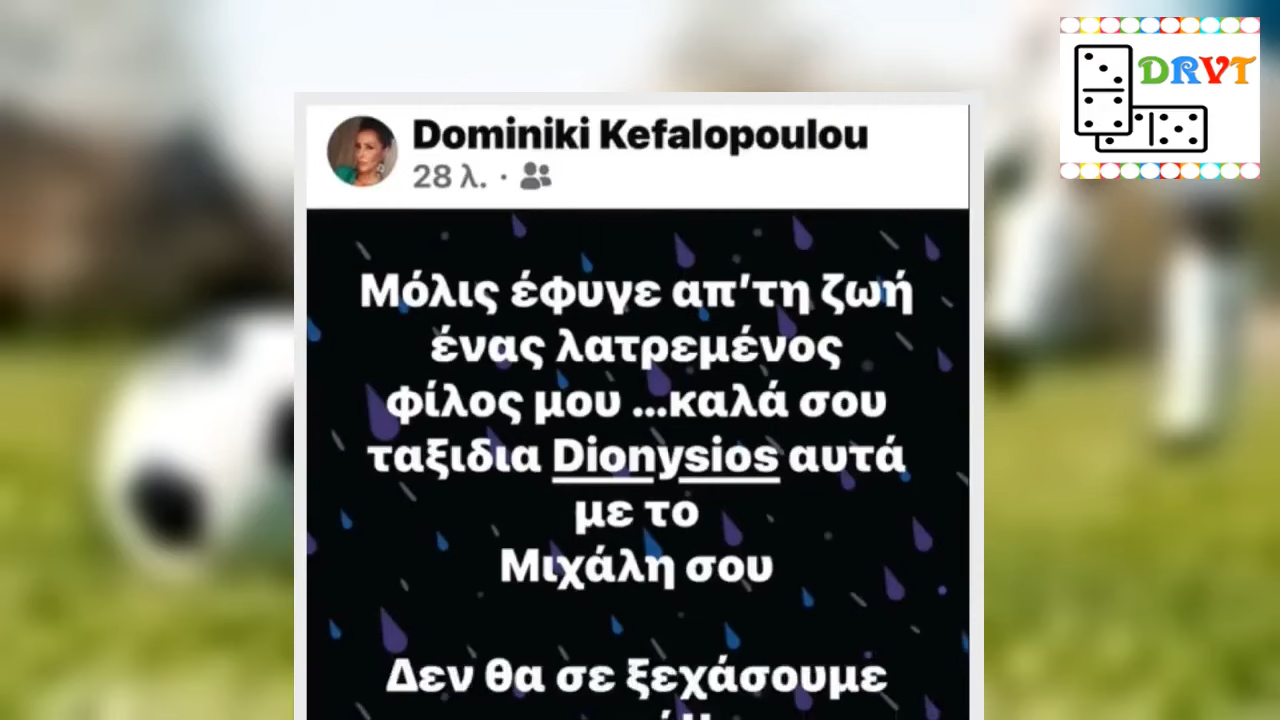 DRVT
Dominiki Kefalopoulou
28 λ. ·
Μόλις έφυγε απ'τη ζωή
ένας λατρεμένος
φίλος μου ...καλά σου
ταξιδια Dionysios αυτά
με το
Μιχάλη σου
Δεν θα σε ξεχάσουμε